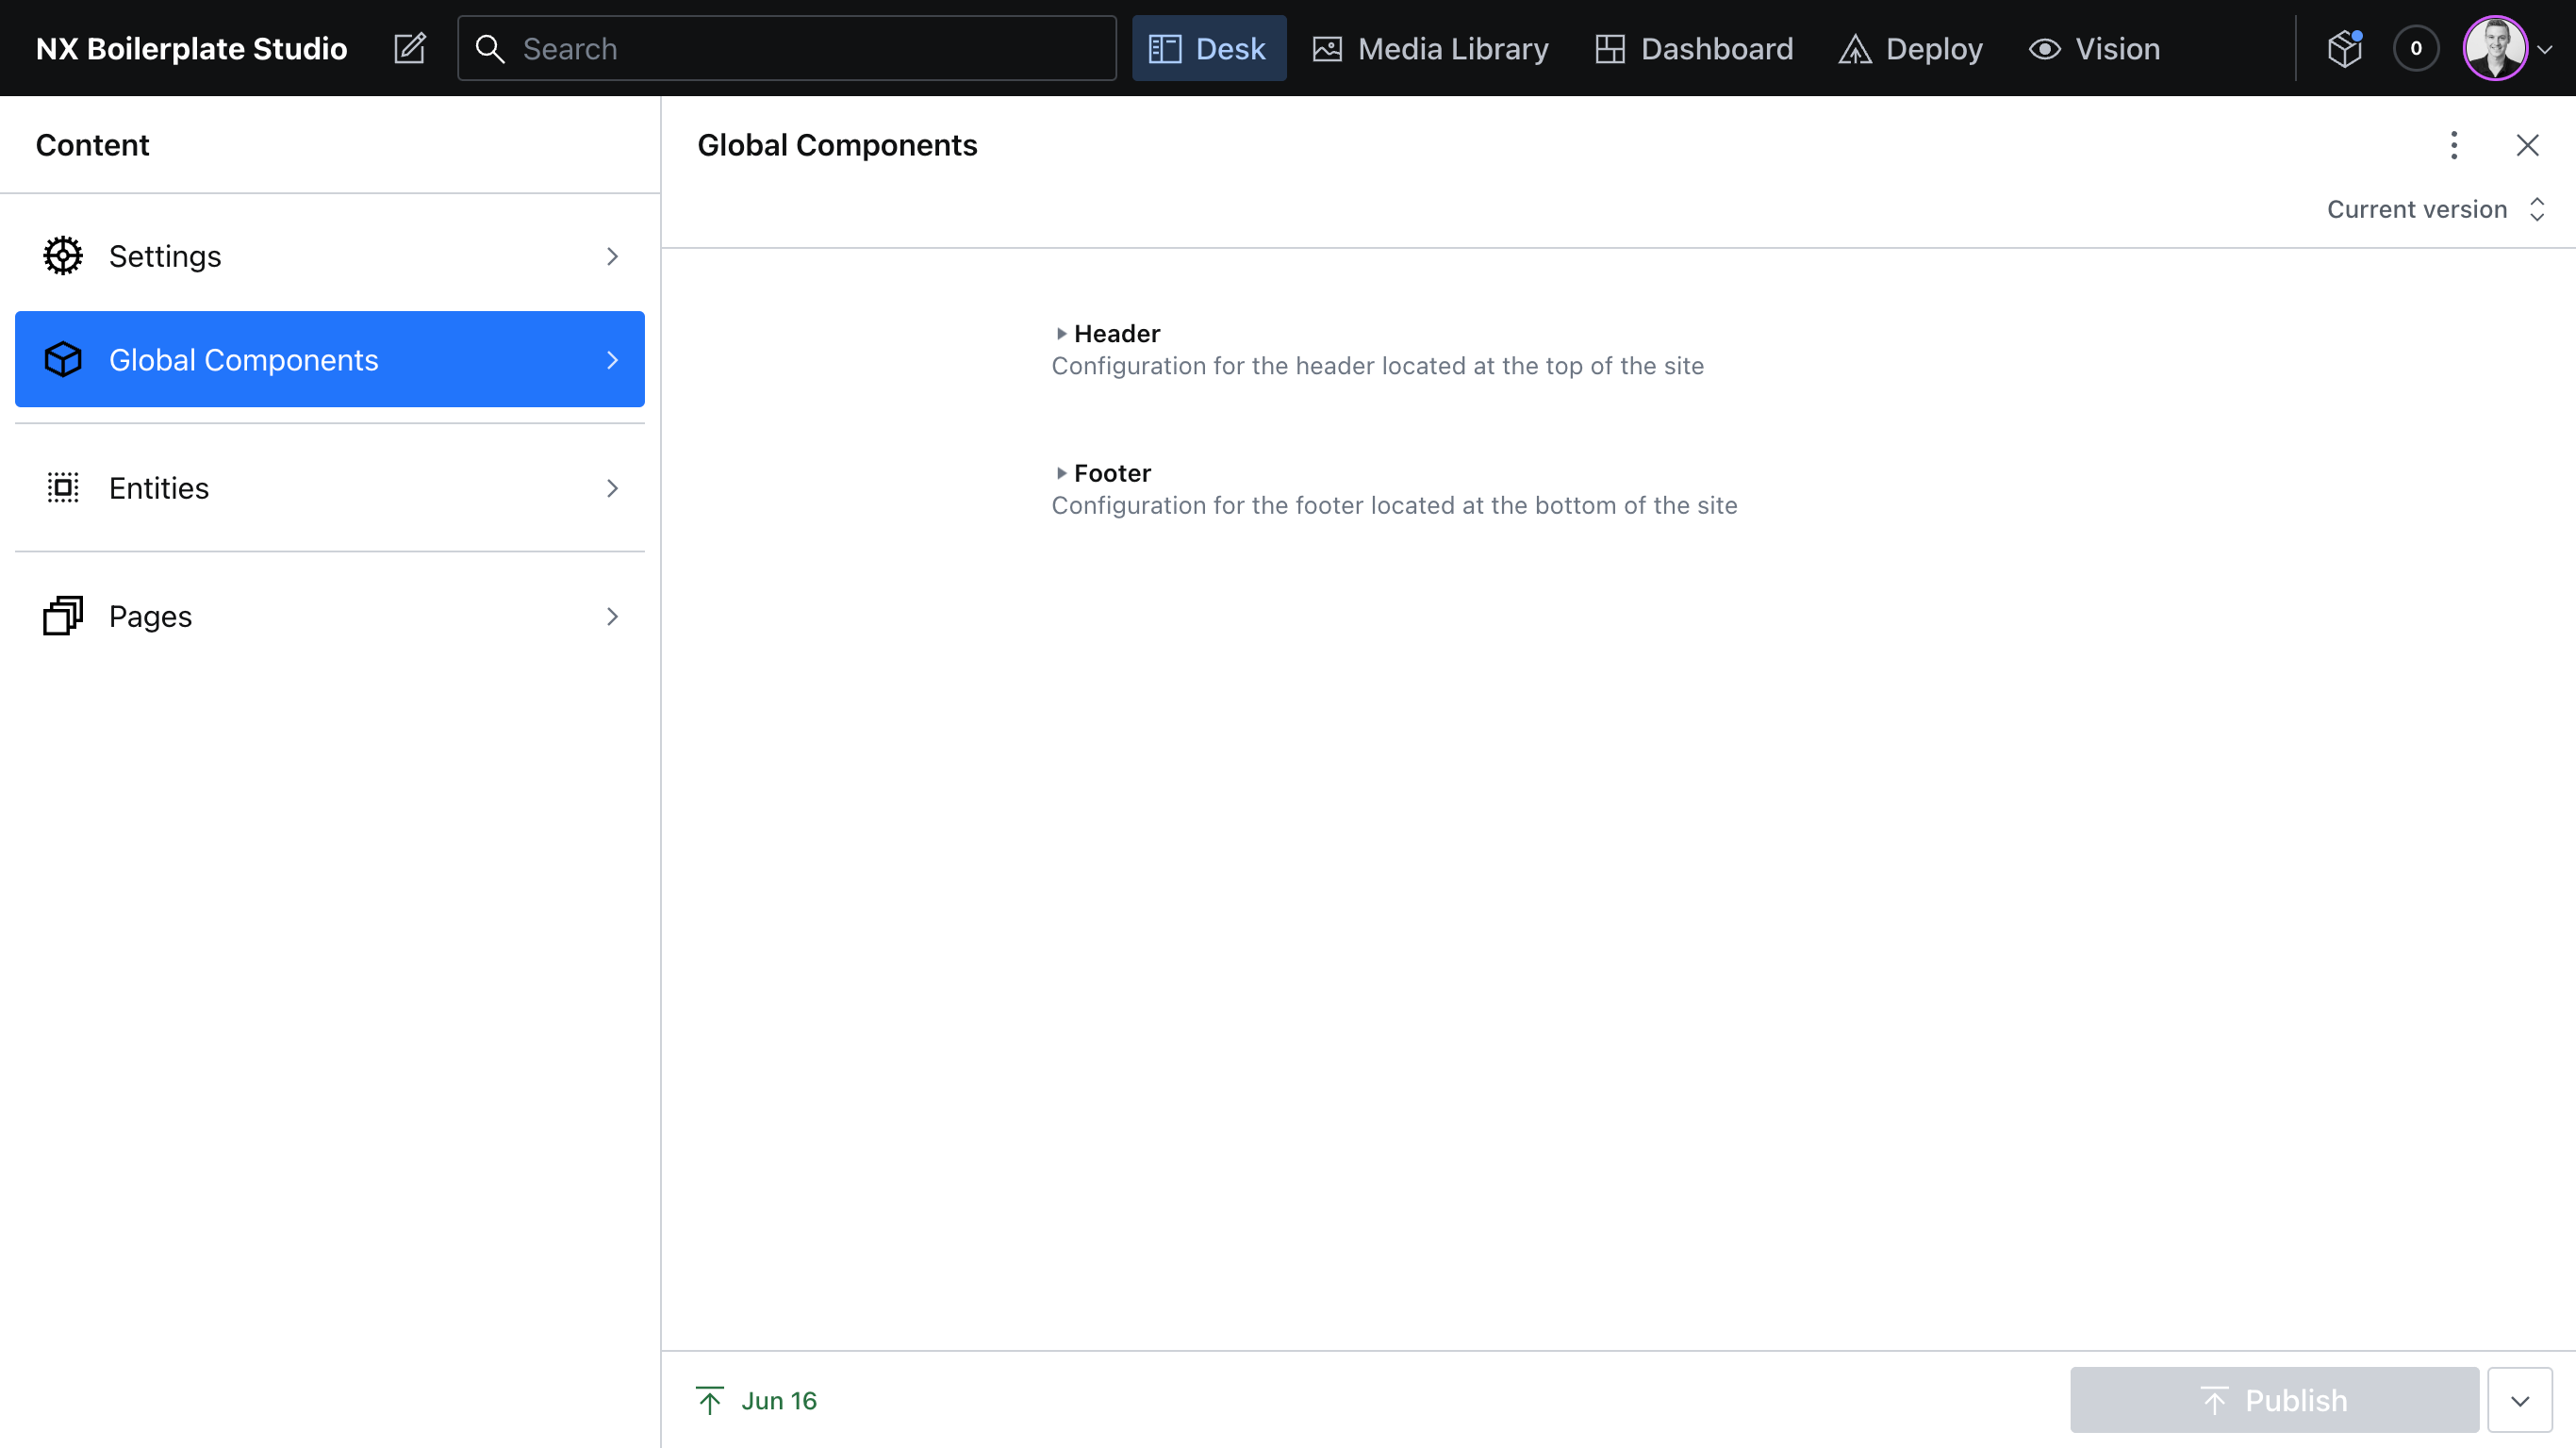 NX Boilerplate Studio
Search
Desk
Media Library
Dashboard
Deploy
Vision
0
Content
Settings
Global Components
Entities
Pages
Global Components
Current version
Header
Configuration for the header located at the top of the site
Footer
Configuration for the footer located at the bottom of the site
Jun 16
Publish